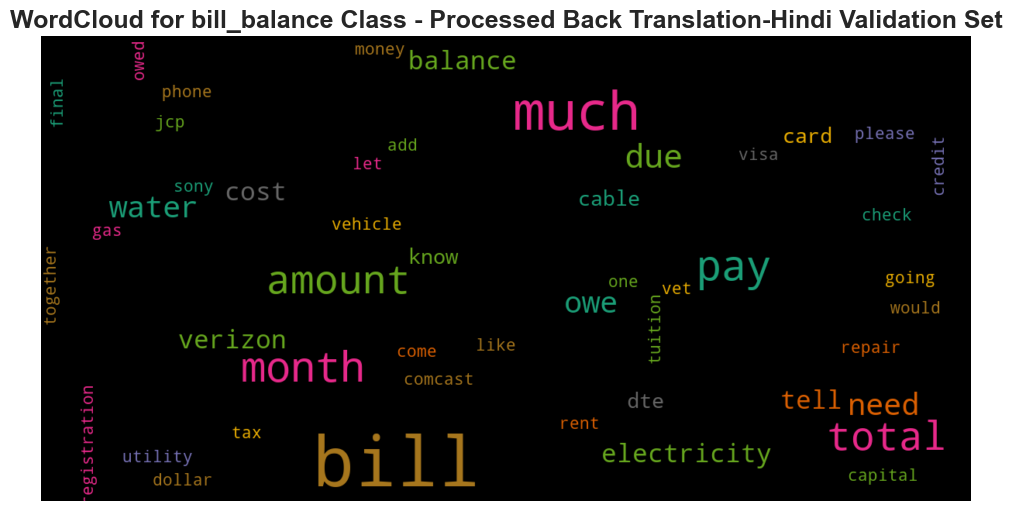 WordCloud for bill_balance Class - Processed Back Translation-Hindi Validation Set
owed
money
balance
final
phone
much
jcp
add
card
please
let
due
visa
credit
sony
cost
water
cable
check
gas
vehicle
together
know
amount
pay
one
vet
going
owe
would
tuition
verizon
month
come
like
repair
comcast
registration
dte
tell
need
tax
rent
total
utility
bill
electricity
dollar
capital